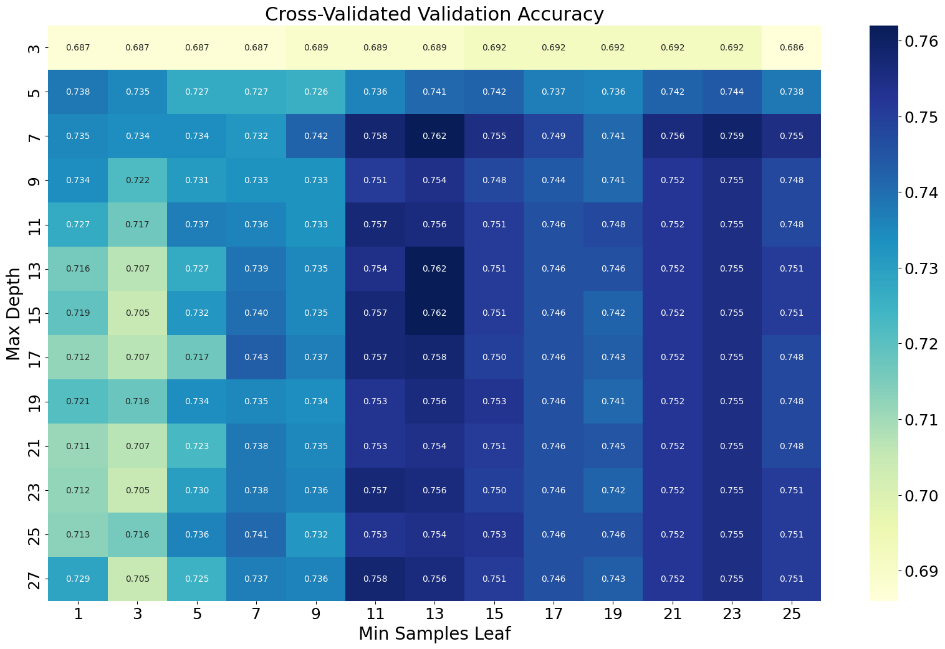 Cross-Validated Validation Accuracy
3 0.687 0.687 0.687 0.687 0.689 0.689 0.689 0.692 0.692 0.692 0.692 0.692 0.686
5 0.738 0.735 0.727 0.727 0.726 0.736 0.741 0.742 0.737 0.736 0.742 0.744 0.738
7 0.735 0.734 0.734 0.732 0.742 0.758 0.762 0.755 0.749 0.741 0.756 0.759 0.755
9 0.734 0.722 0.731 0.733 0.733 0.751 0.754 0.748 0.744 0.741 0.752 0.755 0.748
11 0.727 0.717 0.737 0.736 0.733 0.757 0.756 0.751 0.746 0.748 0.752 0.755 0.748
13 0.716 0.707 0.727 0.739 0.735 0.754 0.762 0.751 0.746 0.746 0.752 0.755 0.751
15 0.719 0.705 0.732 0.740 0.735 0.757 0.762 0.751 0.746 0.742 0.752 0.755 0.751
17 0.712 0.707 0.717 0.743 0.737 0.757 0.758 0.750 0.746 0.743 0.752 0.755 0.748
19 0.721 0.718 0.734 0.735 0.734 0.753 0.756 0.753 0.746 0.741 0.752 0.755 0.748
21 0.711 0.707 0.723 0.738 0.735 0.753 0.754 0.751 0.746 0.745 0.752 0.755 0.748
23 0.712 0.705 0.730 0.738 0.736 0.757 0.756 0.750 0.746 0.742 0.752 0.755 0.751
25 0.713 0.716 0.736 0.741 0.732 0.753 0.754 0.753 0.746 0.746 0.752 0.755 0.751
27 0.729 0.705 0.725 0.737 0.736 0.758 0.756 0.751 0.746 0.743 0.752 0.755 0.751
1 3 5 7 9 11 13 15 17 19 21 23 25
Min Samples Leaf
Max Depth
0.76
0.75
0.74
0.73
0.72
0.71
0.70
0.69